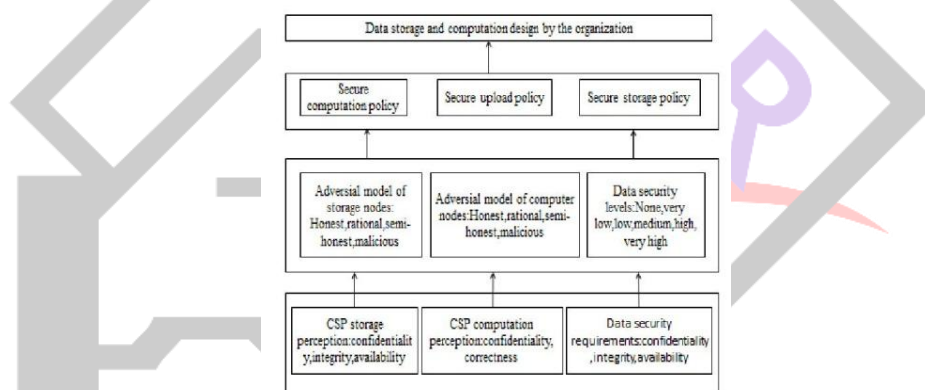 Data storage and computation design by the organization
Secure
computation policy
Secure upload policy
Secure storage policy
Adversial model of
storage nodes:
Honest,rational,semi-
honest,malicious
Adversial model of computer
nodes:Honest,rational,semi-
honest,malicious
Data security
levels:None,very
low,low,medium,high,
very high
CSP storage
perception:confidentialit
y,integrity,availability
CSP computation
perception:confidentiality,
correctness
Data security
requirements:confidentiality
,integrity,availability